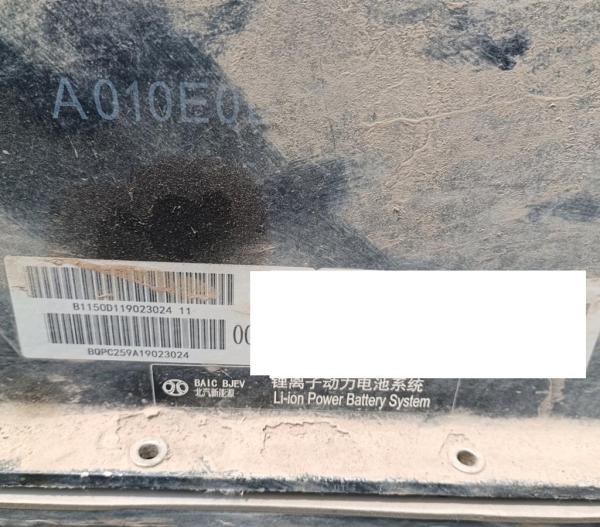 A010E0
B1150D119023024 11
00
BQPC259A19023024
BAIC BJEV
北汽新能源
锂离子动力电池系统
Li-ion Power Battery System